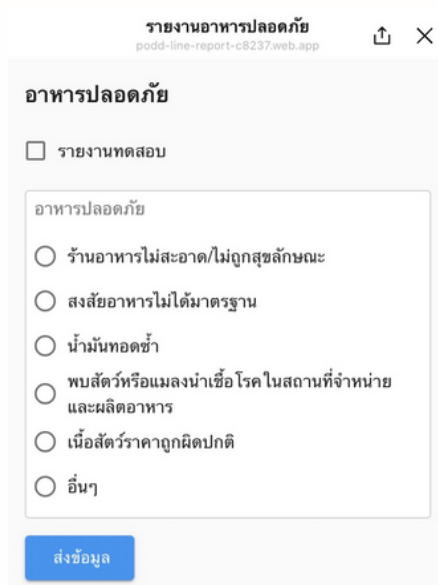 รายงานอาหารปลอดภัย
podd-line-report-c8237.web.app
อาหารปลอดภัย
รายงานทดสอบ
อาหารปลอดภัย
ร้านอาหารไม่สะอาด/ไม่ถูกสุขลักษณะ
สงสัยอาหารไม่ได้มาตรฐาน
น้ำมันทอดซ้ำ
พบสัตว์หรือแมลงนำเชื้อโรคในสถานที่จำหน่าย
และผลิตอาหาร
เนื้อสัตว์ราคาถูกผิดปกติ
อื่นๆ
ส่งข้อมูล